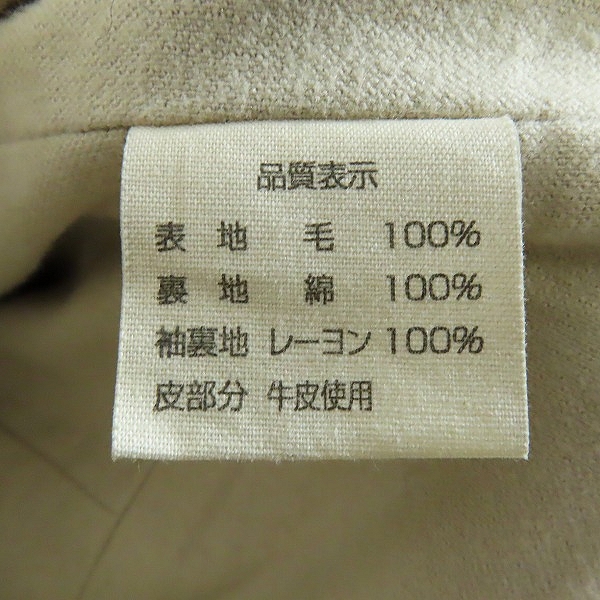 品質表示
表地 毛 100%
裏地 綿 100%
袖裏地 レーヨン 100%
皮部分 牛皮使用